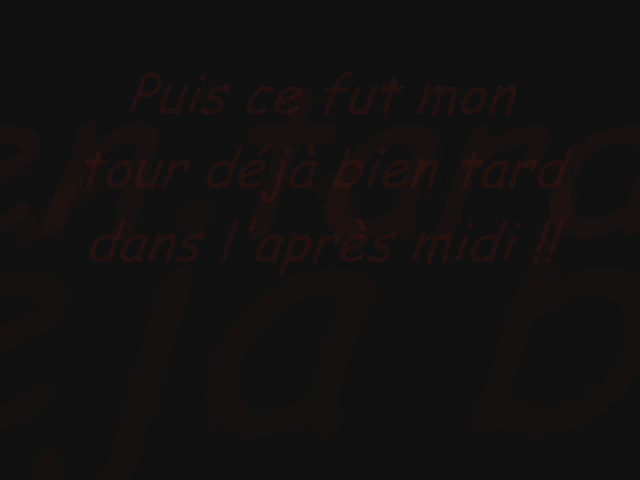 Puis ce fut mon
tour déjà bien tard
dans l'après midi !!